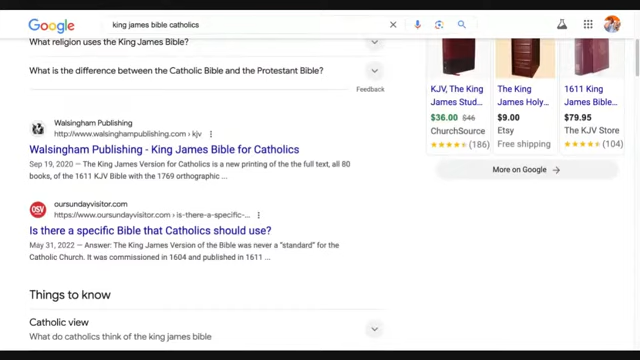 Google
king james bible catholics
What religion uses the King James Bible?
What is the difference between the Catholic Bible and the Protestant Bible?
Feedback
Walsingham Publishing
http://www.walsinghampublishing.com › kjv
Walsingham Publishing - King James Bible for Catholics
Sep 19, 2020 — The King James Version for Catholics is a new printing of the the full text, all 80
books, of the 1611 KJV Bible with the 1769 orthographic ...
OSV
oursundayvisitor.com
https://www.oursundayvisitor.com › is-there-a-specific-...
Is there a specific Bible that Catholics should use?
May 31, 2022 — Answer: The King James Version of the Bible was never a "standard" for the
Catholic Church. It was commissioned in 1604 and published in 1611 ...
Things to know
Catholic view
What do catholics think of the king james bible
KJV, The King
James Stud...
$36.00 $46
ChurchSource
(186)
The King
James Holy...
$9.00
Etsy
Free shipping
1611 King
James Bible...
$79.95
The KJV Store
(104)
More on Google →